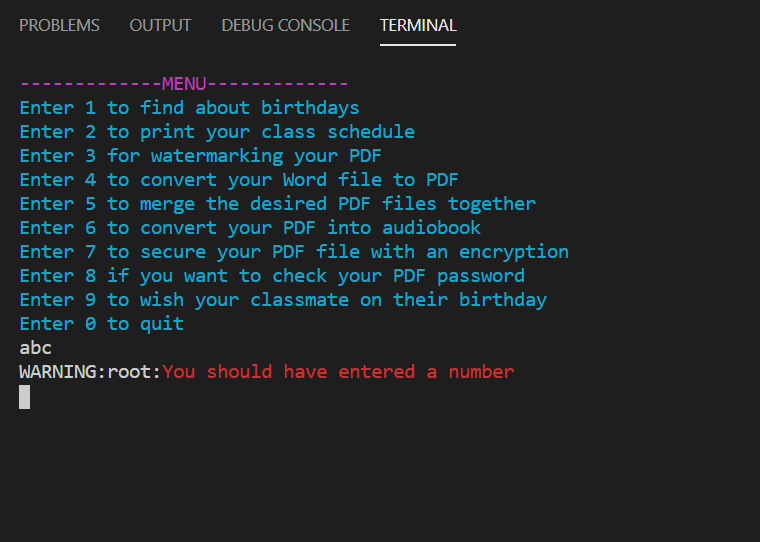 PROBLEMS OUTPUT DEBUG CONSOLE TERMINAL
-------------MENU-------------
Enter 1 to find about birthdays
Enter 2 to print your class schedule
Enter 3 for watermarking your PDF
Enter 4 to convert your Word file to PDF
Enter 5 to merge the desired PDF files together
Enter 6 to convert your PDF into audiobook
Enter 7 to secure your PDF file with an encryption
Enter 8 if you want to check your PDF password
Enter 9 to wish your classmate on their birthday
Enter 0 to quit
abc
WARNING:root:You should have entered a number